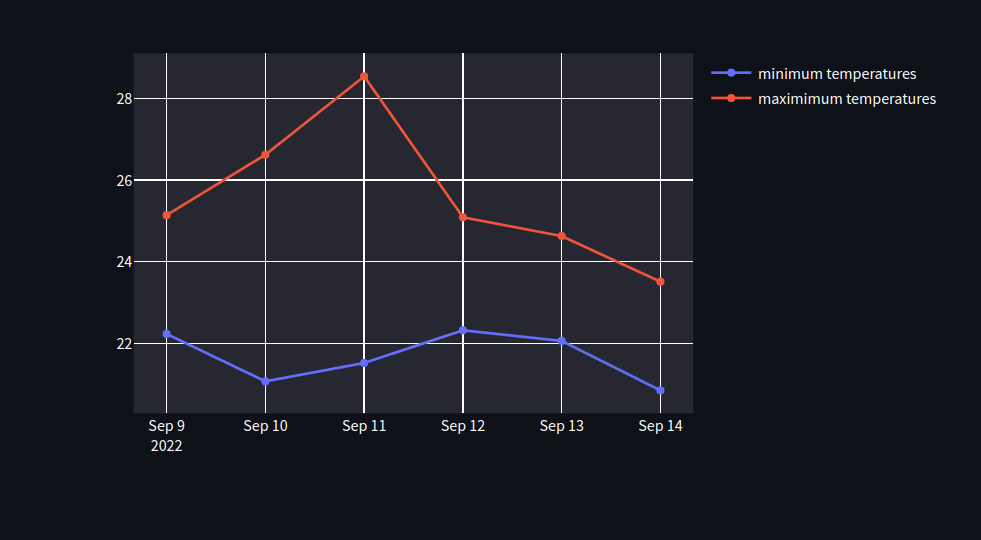 minimum temperatures
maximimum temperatures
28
26
24
22
Sep 9
2022
Sep 10
Sep 11
Sep 12
Sep 13
Sep 14